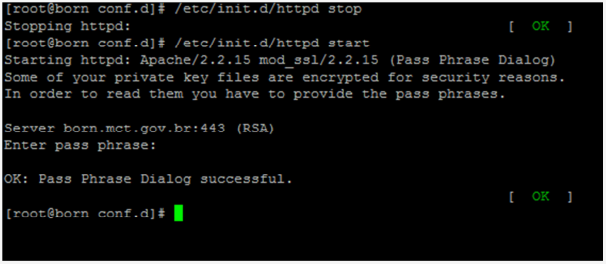 [root@born conf.d]# /etc/init.d/httpd stop
Stopping httpd: [ OK ]
[root@born conf.d]# /etc/init.d/httpd start
Starting httpd: Apache/2.2.15 mod_ssl/2.2.15 (Pass Phrase Dialog)
Some of your private key files are encrypted for security reasons.
In order to read them you have to provide the pass phrases.
Server born.mct.gov.br:443 (RSA)
Enter pass phrase:
OK: Pass Phrase Dialog successful.
[ OK ]
[root@born conf.d]#